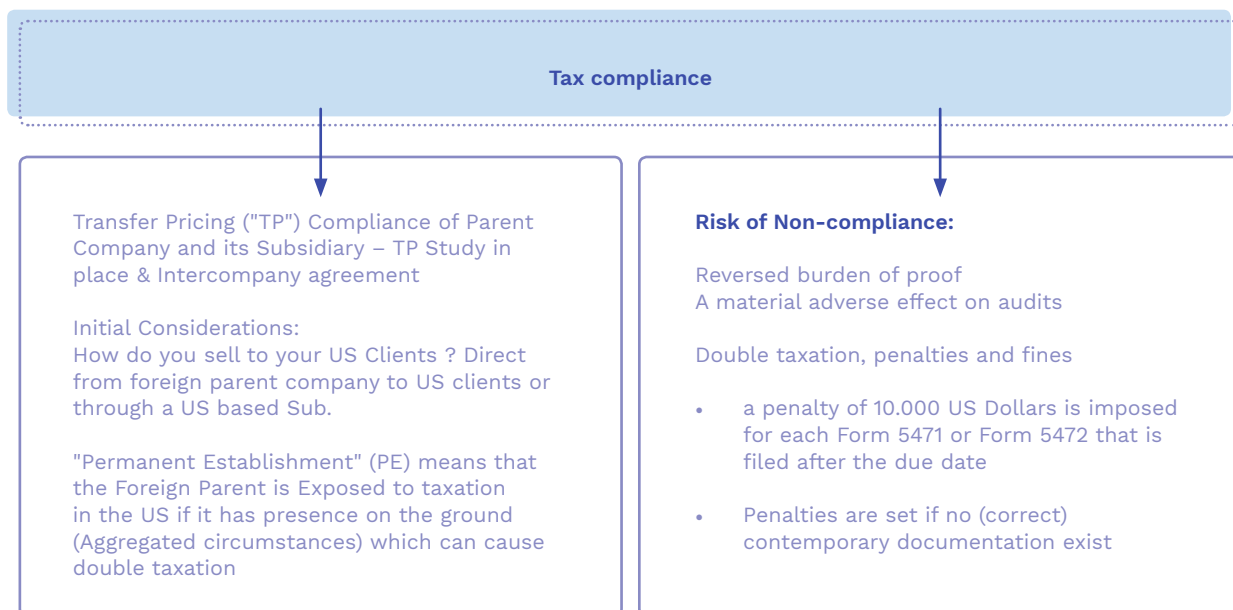 Tax compliance
Transfer Pricing ("TP") Compliance of Parent
Company and its Subsidiary – TP Study in
place & Intercompany agreement
Initial Considerations:
How do you sell to your US Clients ? Direct
from foreign parent company to US clients or
through a US based Sub.
"Permanent Establishment" (PE) means that
the Foreign Parent is Exposed to taxation
in the US if it has presence on the ground
(Aggregated circumstances) which can cause
double taxation
Risk of Non-compliance:
Reversed burden of proof
A material adverse effect on audits
Double taxation, penalties and fines
• a penalty of 10.000 US Dollars is imposed
for each Form 5471 or Form 5472 that is
filed after the due date
• Penalties are set if no (correct)
contemporary documentation exist